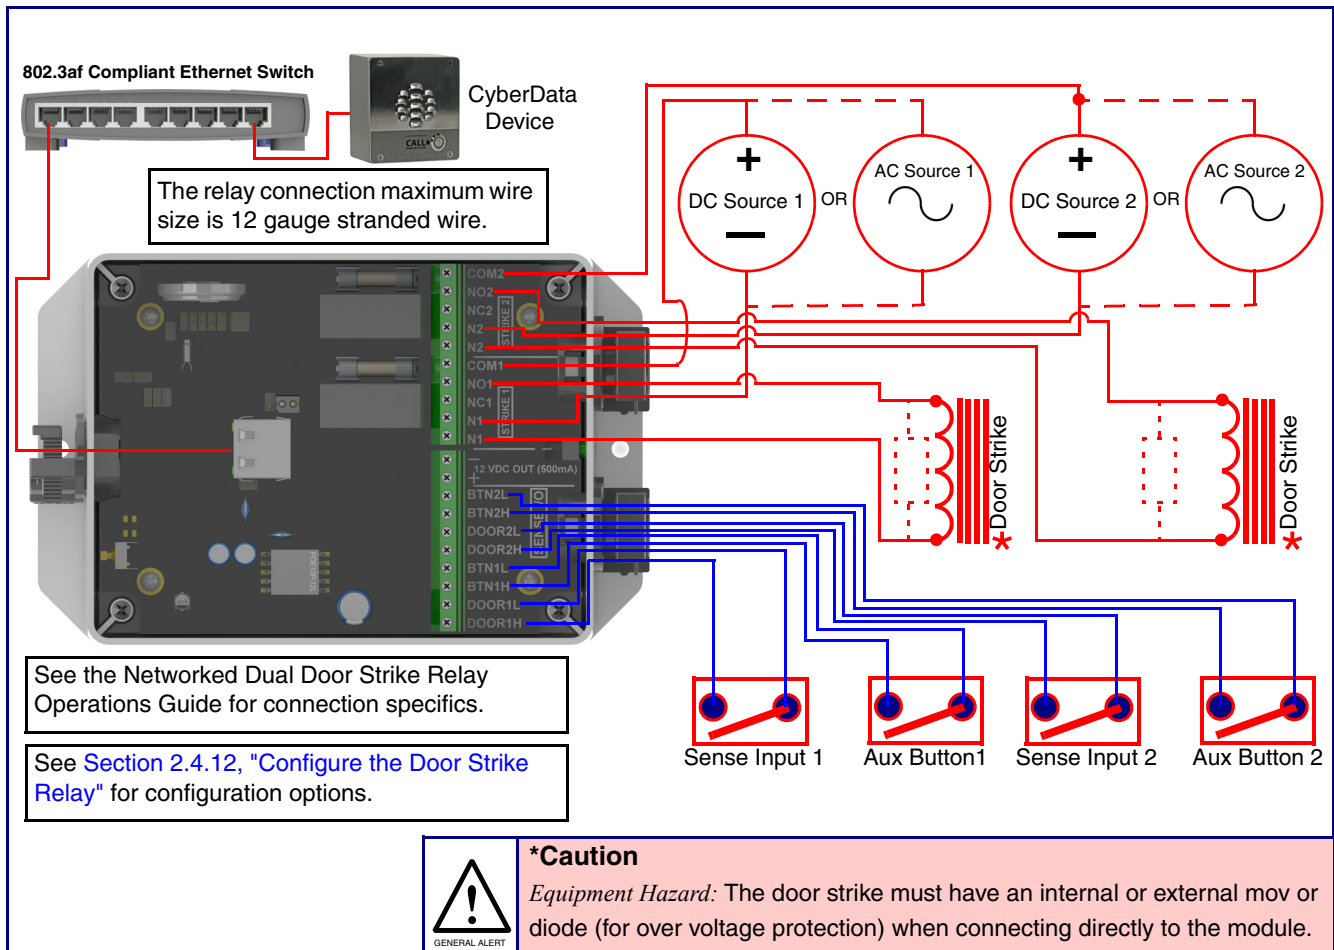 802.3af Compliant Ethernet Switch
CyberData
Device
CALL
The relay connection maximum wire
size is 12 gauge stranded wire.
+
DC Source 1
—
OR
AC Source 1
+
DC Source 2
—
OR
AC Source 2
COM2
NO2
NC2
N2
N2
STRIKE 2
COM1
NO1
NC1
N1
N1
STRIKE 1
−
+
12 VDC OUT (500mA)
BTN2L
BTN2H
DOOR2L
DOOR2H
BTN1L
BTN1H
DOOR1L
DOOR1H
POE13P-12L
*Door Strike
*Door Strike
Sense Input 1
Aux Button1
Sense Input 2
Aux Button 2
See the Networked Dual Door Strike Relay
Operations Guide for connection specifics.
See Section 2.4.12, "Configure the Door Strike
Relay" for configuration options.
GENERAL ALERT
*Caution
Equipment Hazard: The door strike must have an internal or external mov or
diode (for over voltage protection) when connecting directly to the module.